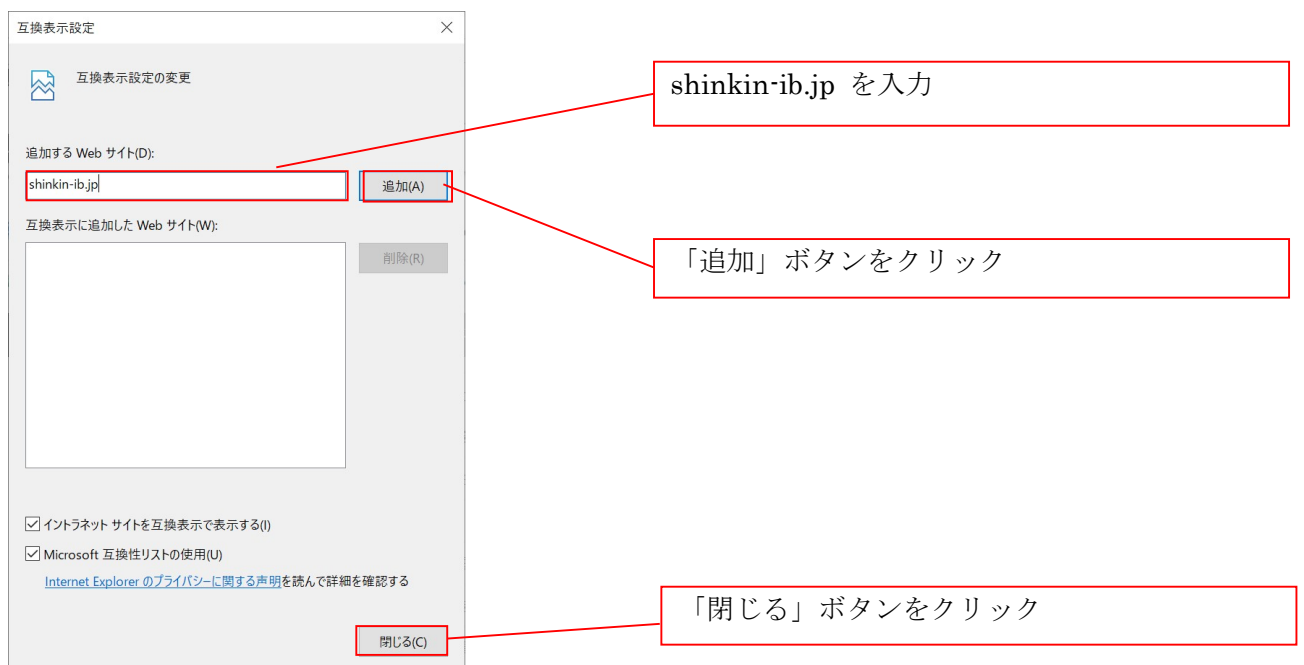 互換表示設定
互換表示設定の変更
shinkin-ib.jp を入力
追加する Web サイト(D):
shinkin-ib.jp
追加(A)
互換表示に追加した Web サイト(W):
削除(R)
「追加」ボタンをクリック
イントラネット サイトを互換表示で表示する(I)
Microsoft 互換性リストの使用(U)
Internet Explorer のプライバシーに関する声明を読んで詳細を確認する
「閉じる」ボタンをクリック
閉じる(C)